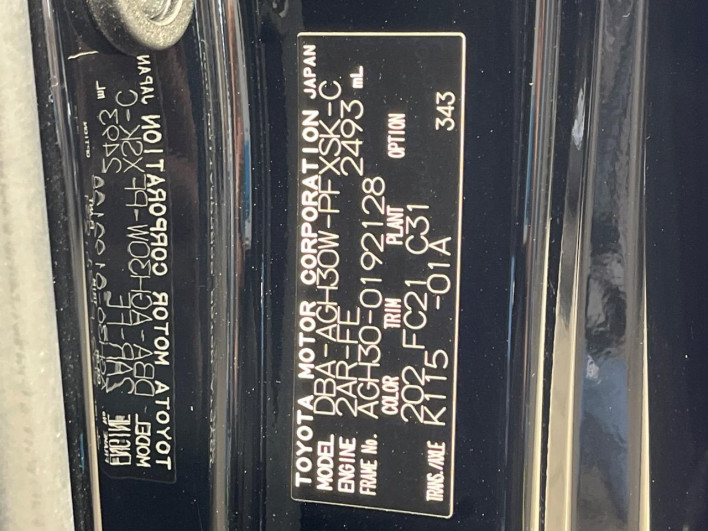 TOYOTA MOTOR CORPORATION JAPAN
MODEL DBA-AGH30W-PFXSK-C
ENGINE 2AR-FE 2493 mL
FRAME No. AGH30-0192128
COLOR TRIM PLANT OPTION
202 FC21 C31
TRANS./AXLE K115 -01A 343